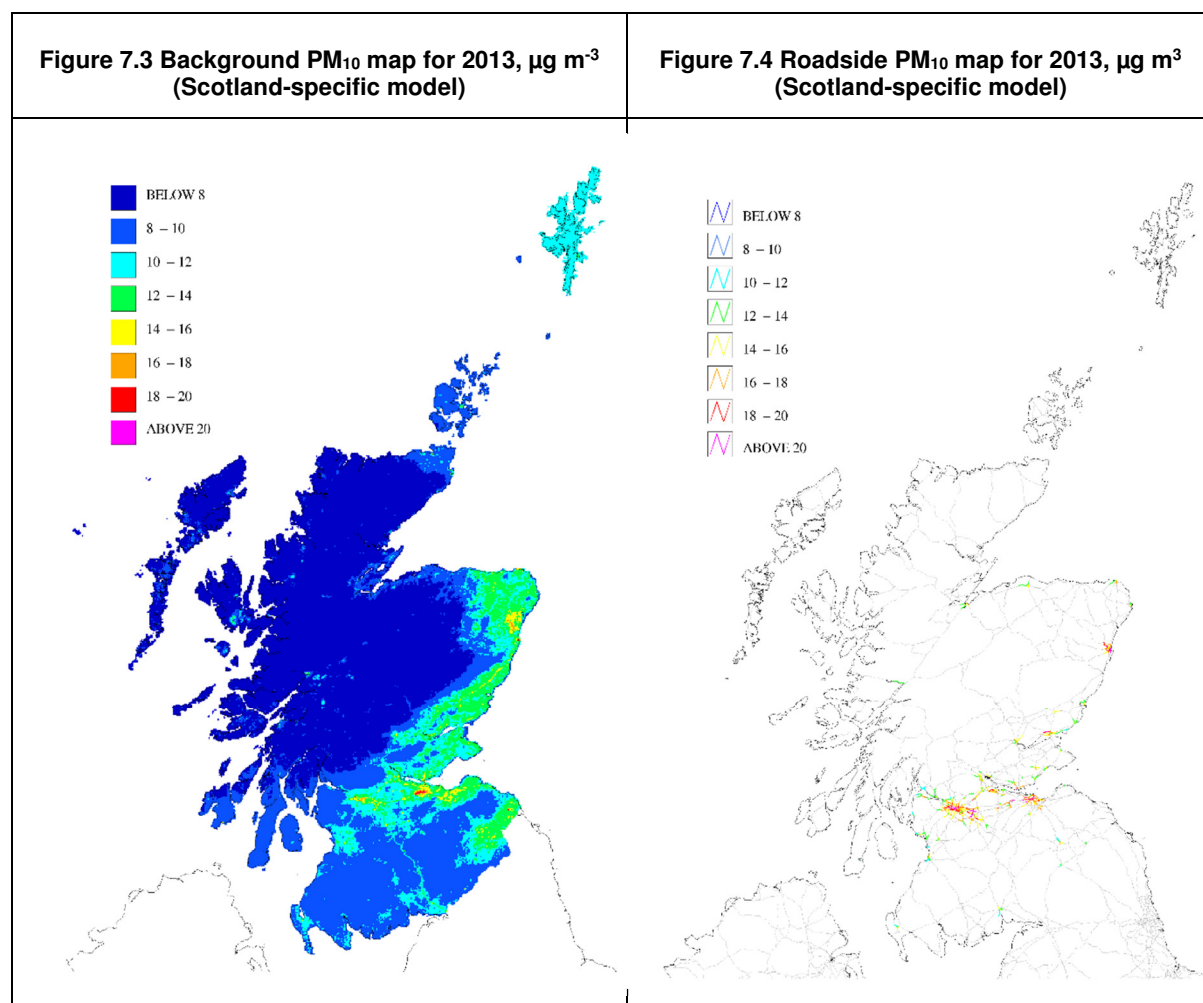 Figure 7.3 Background PM10 map for 2013, µg m-3
(Scotland-specific model)
Figure 7.4 Roadside PM10 map for 2013, µg m3
(Scotland-specific model)
BELOW 8
8 – 10
10 – 12
12 – 14
14 – 16
16 – 18
18 – 20
ABOVE 20
BELOW 8
8 – 10
10 – 12
12 – 14
14 – 16
16 – 18
18 – 20
ABOVE 20